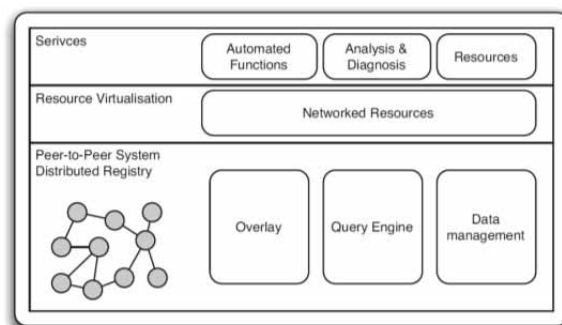 Serivces
Automated
Functions
Analysis &
Diagnosis
Resources
Resource Virtualisation
Networked Resources
Peer-to-Peer System
Distributed Registry
Overlay
Query Engine
Data
management